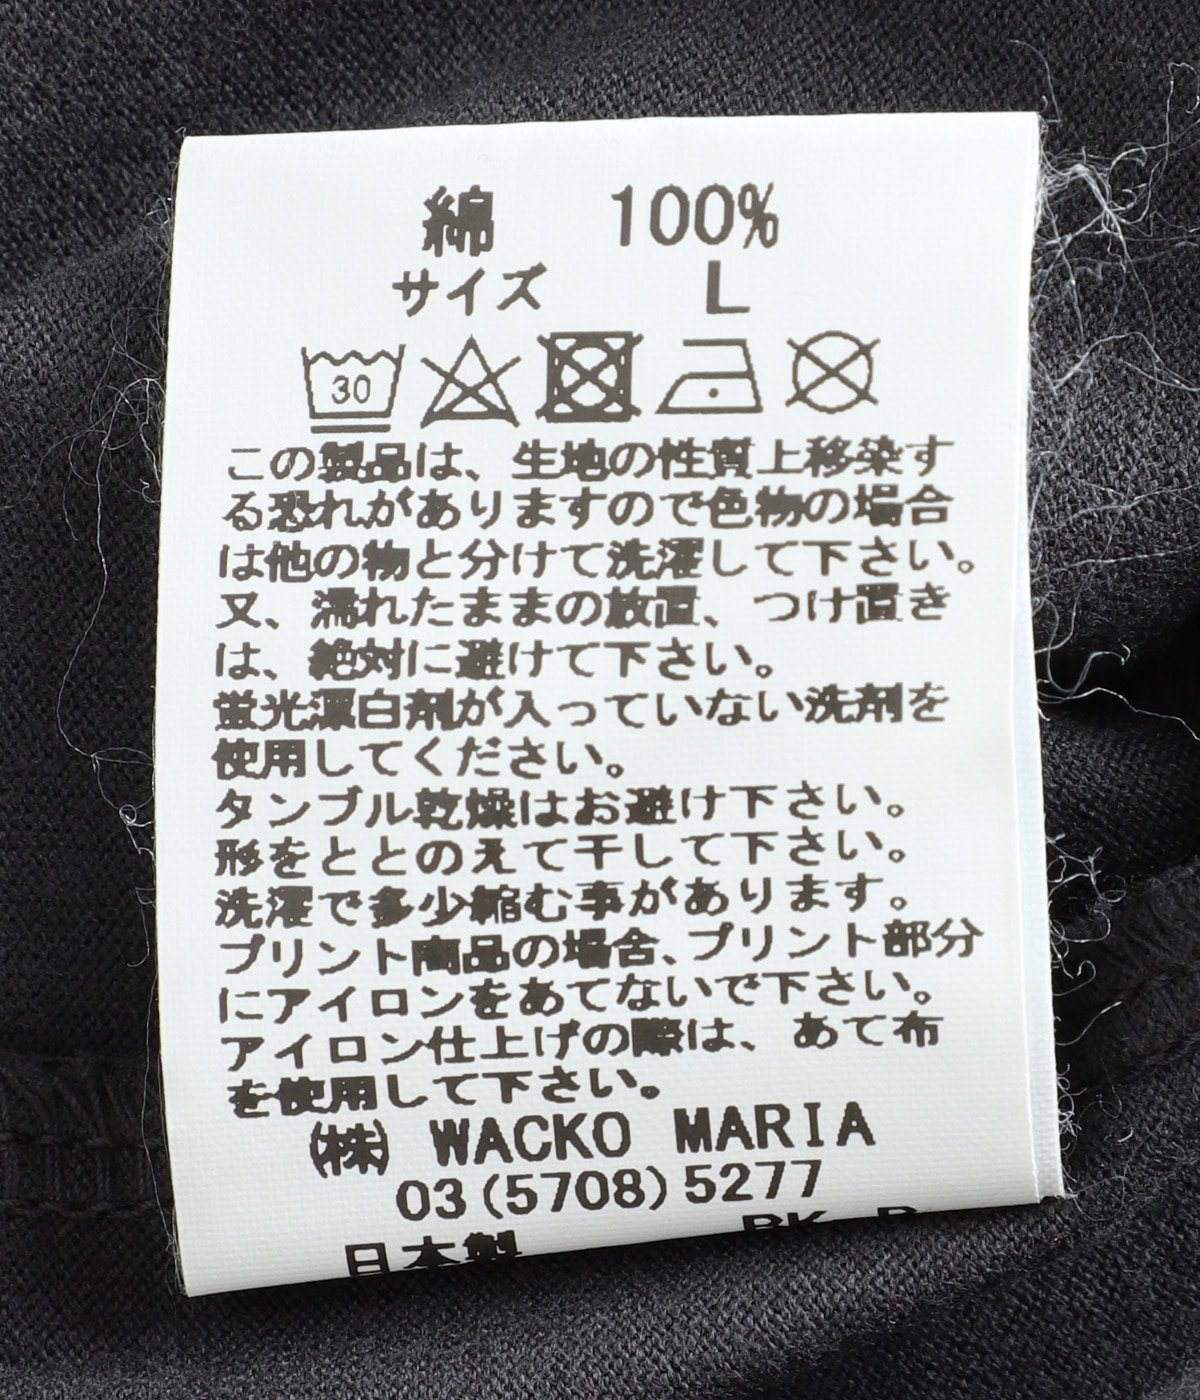 綿 100%
サイズ L
30
この製品は、生地の性質上移染す
る恐れがありますので色物の場合
は他の物と分けて洗濯して下さい。
又、濡れたままの放置、つけ置き
は、絶対に避けて下さい。
蛍光漂白剤が入っていない洗剤を
使用してください。
タンブル乾燥はお避け下さい。
形をととのえて干して下さい。
洗濯で多少縮む事があります。
プリント商品の場合、プリント部分
にアイロンをあてないで下さい。
アイロン仕上げの際は、あて布
を使用して下さい。
(株) WACKO MARIA
03(5708)5277
日本製